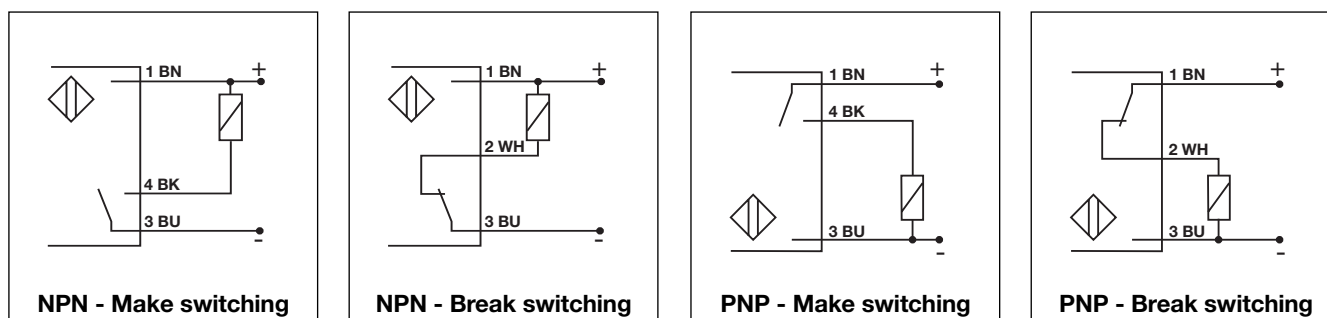 1 BN
+
4 BK
3 BU
-
NPN - Make switching
1 BN
+
2 WH
3 BU
-
NPN - Break switching
1 BN
+
4 BK
3 BU
-
PNP - Make switching
1 BN
+
2 WH
3 BU
-
PNP - Break switching